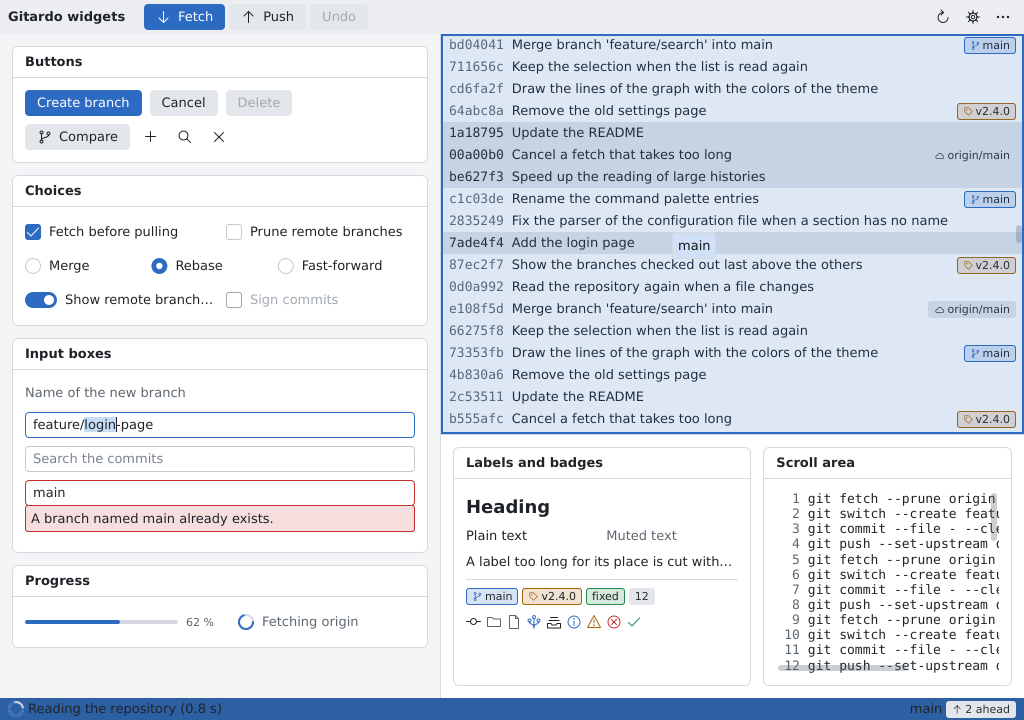 Gitardo widgets
Fetch
Push
Undo
Buttons
Create branch
Cancel
Delete
Compare
Choices
Fetch before pulling
Prune remote branches
Merge
Rebase
Fast-forward
Show remote branch…
Sign commits
Input boxes
Name of the new branch
feature/login-page
Search the commits
main
A branch named main already exists.
Progress
62 %
Fetching origin
bd04041 Merge branch 'feature/search' into main main
711656c Keep the selection when the list is read again
cd6fa2f Draw the lines of the graph with the colors of the theme
64abc8a Remove the old settings page v2.4.0
1a18795 Update the README
00a00b0 Cancel a fetch that takes too long origin/main
be627f3 Speed up the reading of large histories
c1c03de Rename the command palette entries main
2835249 Fix the parser of the configuration file when a section has no name
7ade4f4 Add the login page main
87ec2f7 Show the branches checked out last above the others v2.4.0
0d0a992 Read the repository again when a file changes
e108f5d Merge branch 'feature/search' into main origin/main
66275f8 Keep the selection when the list is read again
73353fb Draw the lines of the graph with the colors of the theme main
4b830a6 Remove the old settings page
2c53511 Update the README
b555afc Cancel a fetch that takes too long v2.4.0
Labels and badges
Heading
Plain text Muted text
A label too long for its place is cut with…
main v2.4.0 fixed 12
Scroll area
1 git fetch --prune origin
2 git switch --create featu
3 git commit --file - --cle
4 git push --set-upstream o
5 git fetch --prune origin
6 git switch --create featu
7 git commit --file - --cle
8 git push --set-upstream o
9 git fetch --prune origin
10 git switch --create featu
11 git commit --file - --cle
12 git push --set-upstream o
Reading the repository (0.8 s)
main
2 ahead